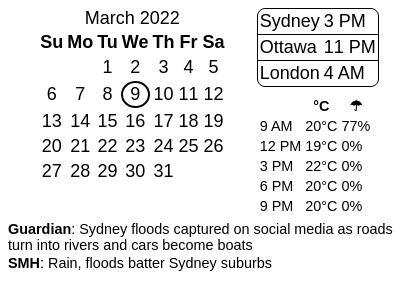 March 2022
Su Mo Tu We Th Fr Sa
1 2 3 4 5
6 7 8 9 10 11 12
13 14 15 16 17 18 19
20 21 22 23 24 25 26
27 28 29 30 31
Sydney 3 PM
Ottawa 11 PM
London 4 AM
°C ☂
9 AM 20°C 77%
12 PM 19°C 0%
3 PM 22°C 0%
6 PM 20°C 0%
9 PM 20°C 0%
Guardian: Sydney floods captured on social media as roads
turn into rivers and cars become boats
SMH: Rain, floods batter Sydney suburbs